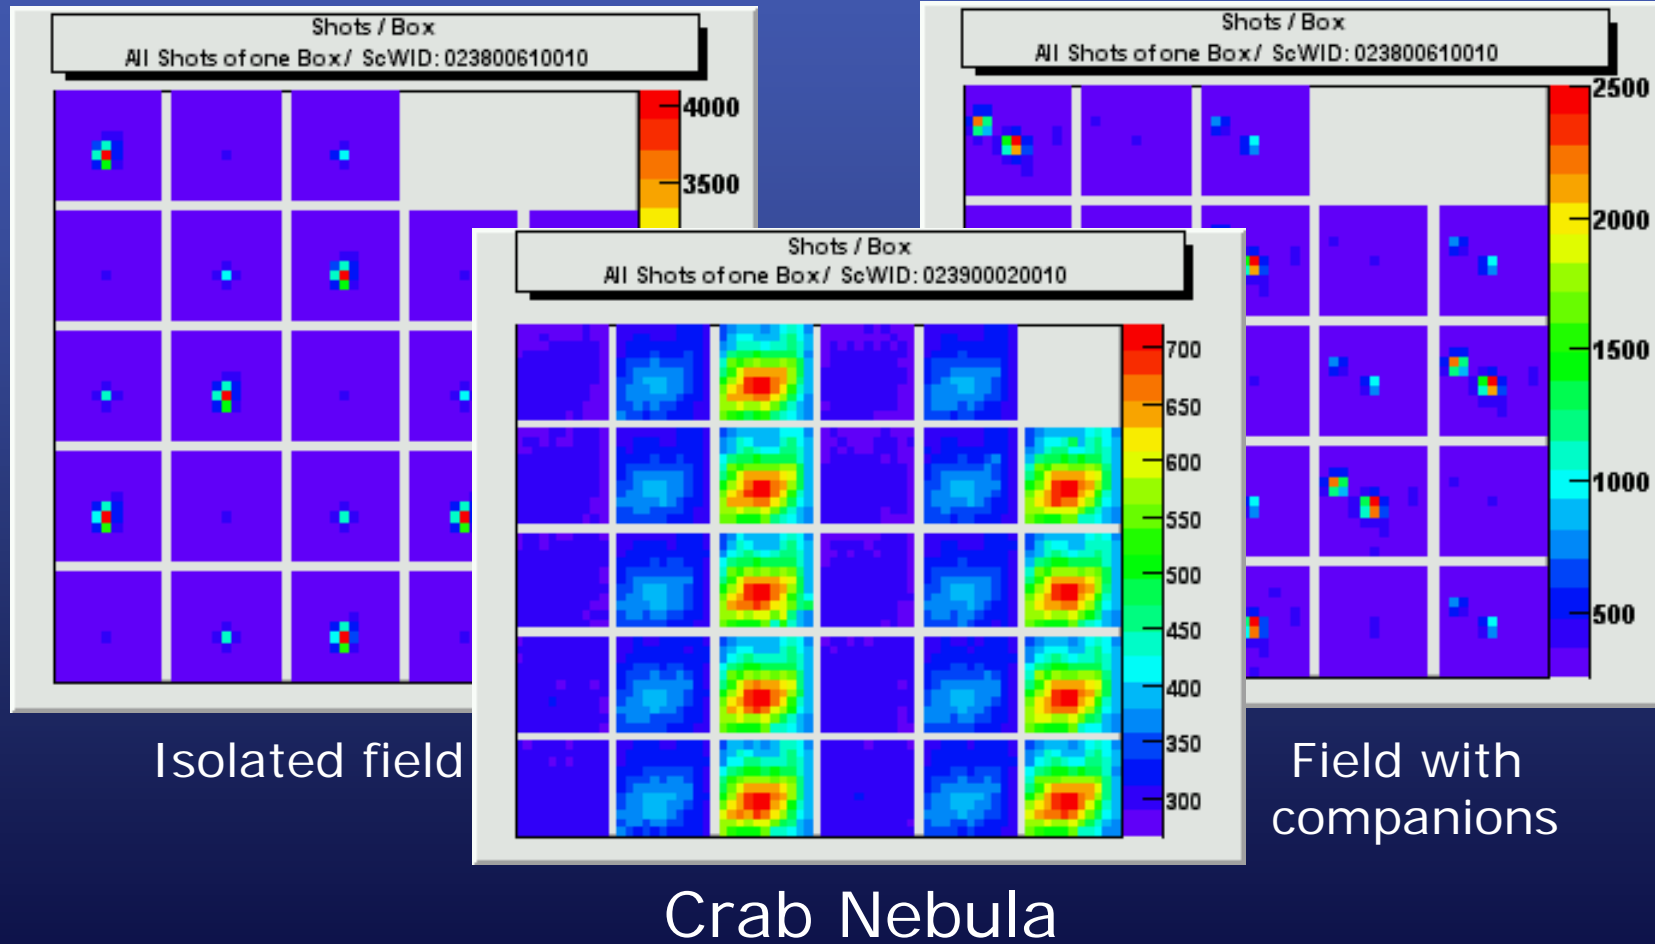 Shots / Box
All Shots of one Box / ScWID: 023800610010
4000
3500
Isolated field
Shots / Box
All Shots of one Box / ScWID: 023800610010
2500
2000
1500
1000
500
Field with
companions
Shots / Box
All Shots of one Box / ScWID: 023900020010
700
650
600
550
500
450
400
350
300
Crab Nebula